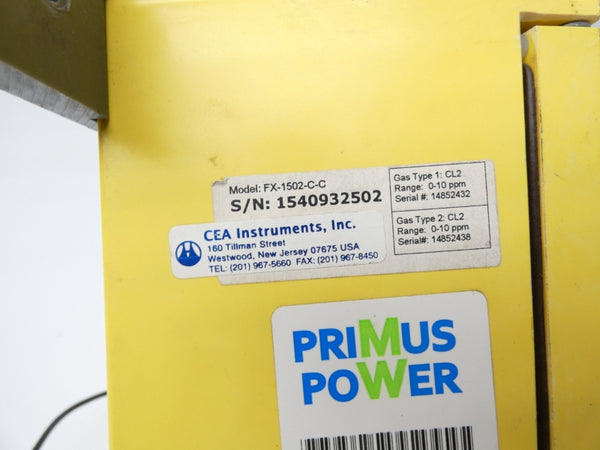 Model: FX-1502-C-C
S/N: 1540932502
Gas Type 1: CL2
Range: 0-10 ppm
Serial #: 14852432
Gas Type 2: CL2
Range: 0-10 ppm
Serial#: 14852438
CEA Instruments, Inc.
160 Tillman Street
Westwood, New Jersey 07675 USA
TEL: (201) 967-5660 FAX: (201) 967-8450
PRIMUS
POWER